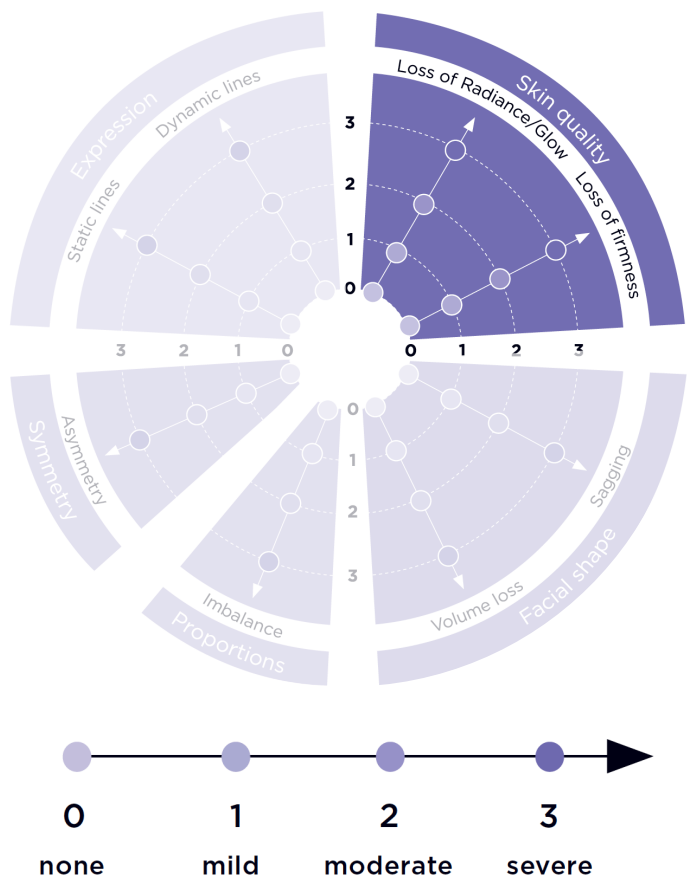 Expression
Dynamic lines
Static lines
3
2
1
0
Skin quality
Loss of Radiance/Glow
Loss of firmness
3
2
1
0
0
1
2
3
Symmetry
Asymmetry
0
1
2
3
Proportions
Imbalance
Sagging
Volume loss
Facial shape
0
1
2
3
none
mild
moderate
severe